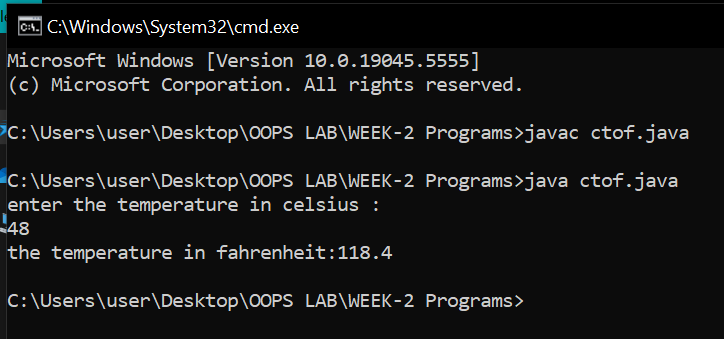 C:\Windows\System32\cmd.exe
Microsoft Windows [Version 10.0.19045.5555]
(c) Microsoft Corporation. All rights reserved.
C:\Users\user\Desktop\OOPS LAB\WEEK-2 Programs>javac ctof.java
C:\Users\user\Desktop\OOPS LAB\WEEK-2 Programs>java ctof.java
enter the temperature in celsius :
48
the temperature in fahrenheit:118.4
C:\Users\user\Desktop\OOPS LAB\WEEK-2 Programs>